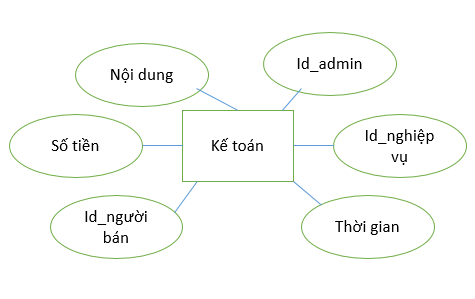 Id_admin
Nội dung
Số tiền
Kế toán
Id_nghiệp
vụ
Id_người
bán
Thời gian